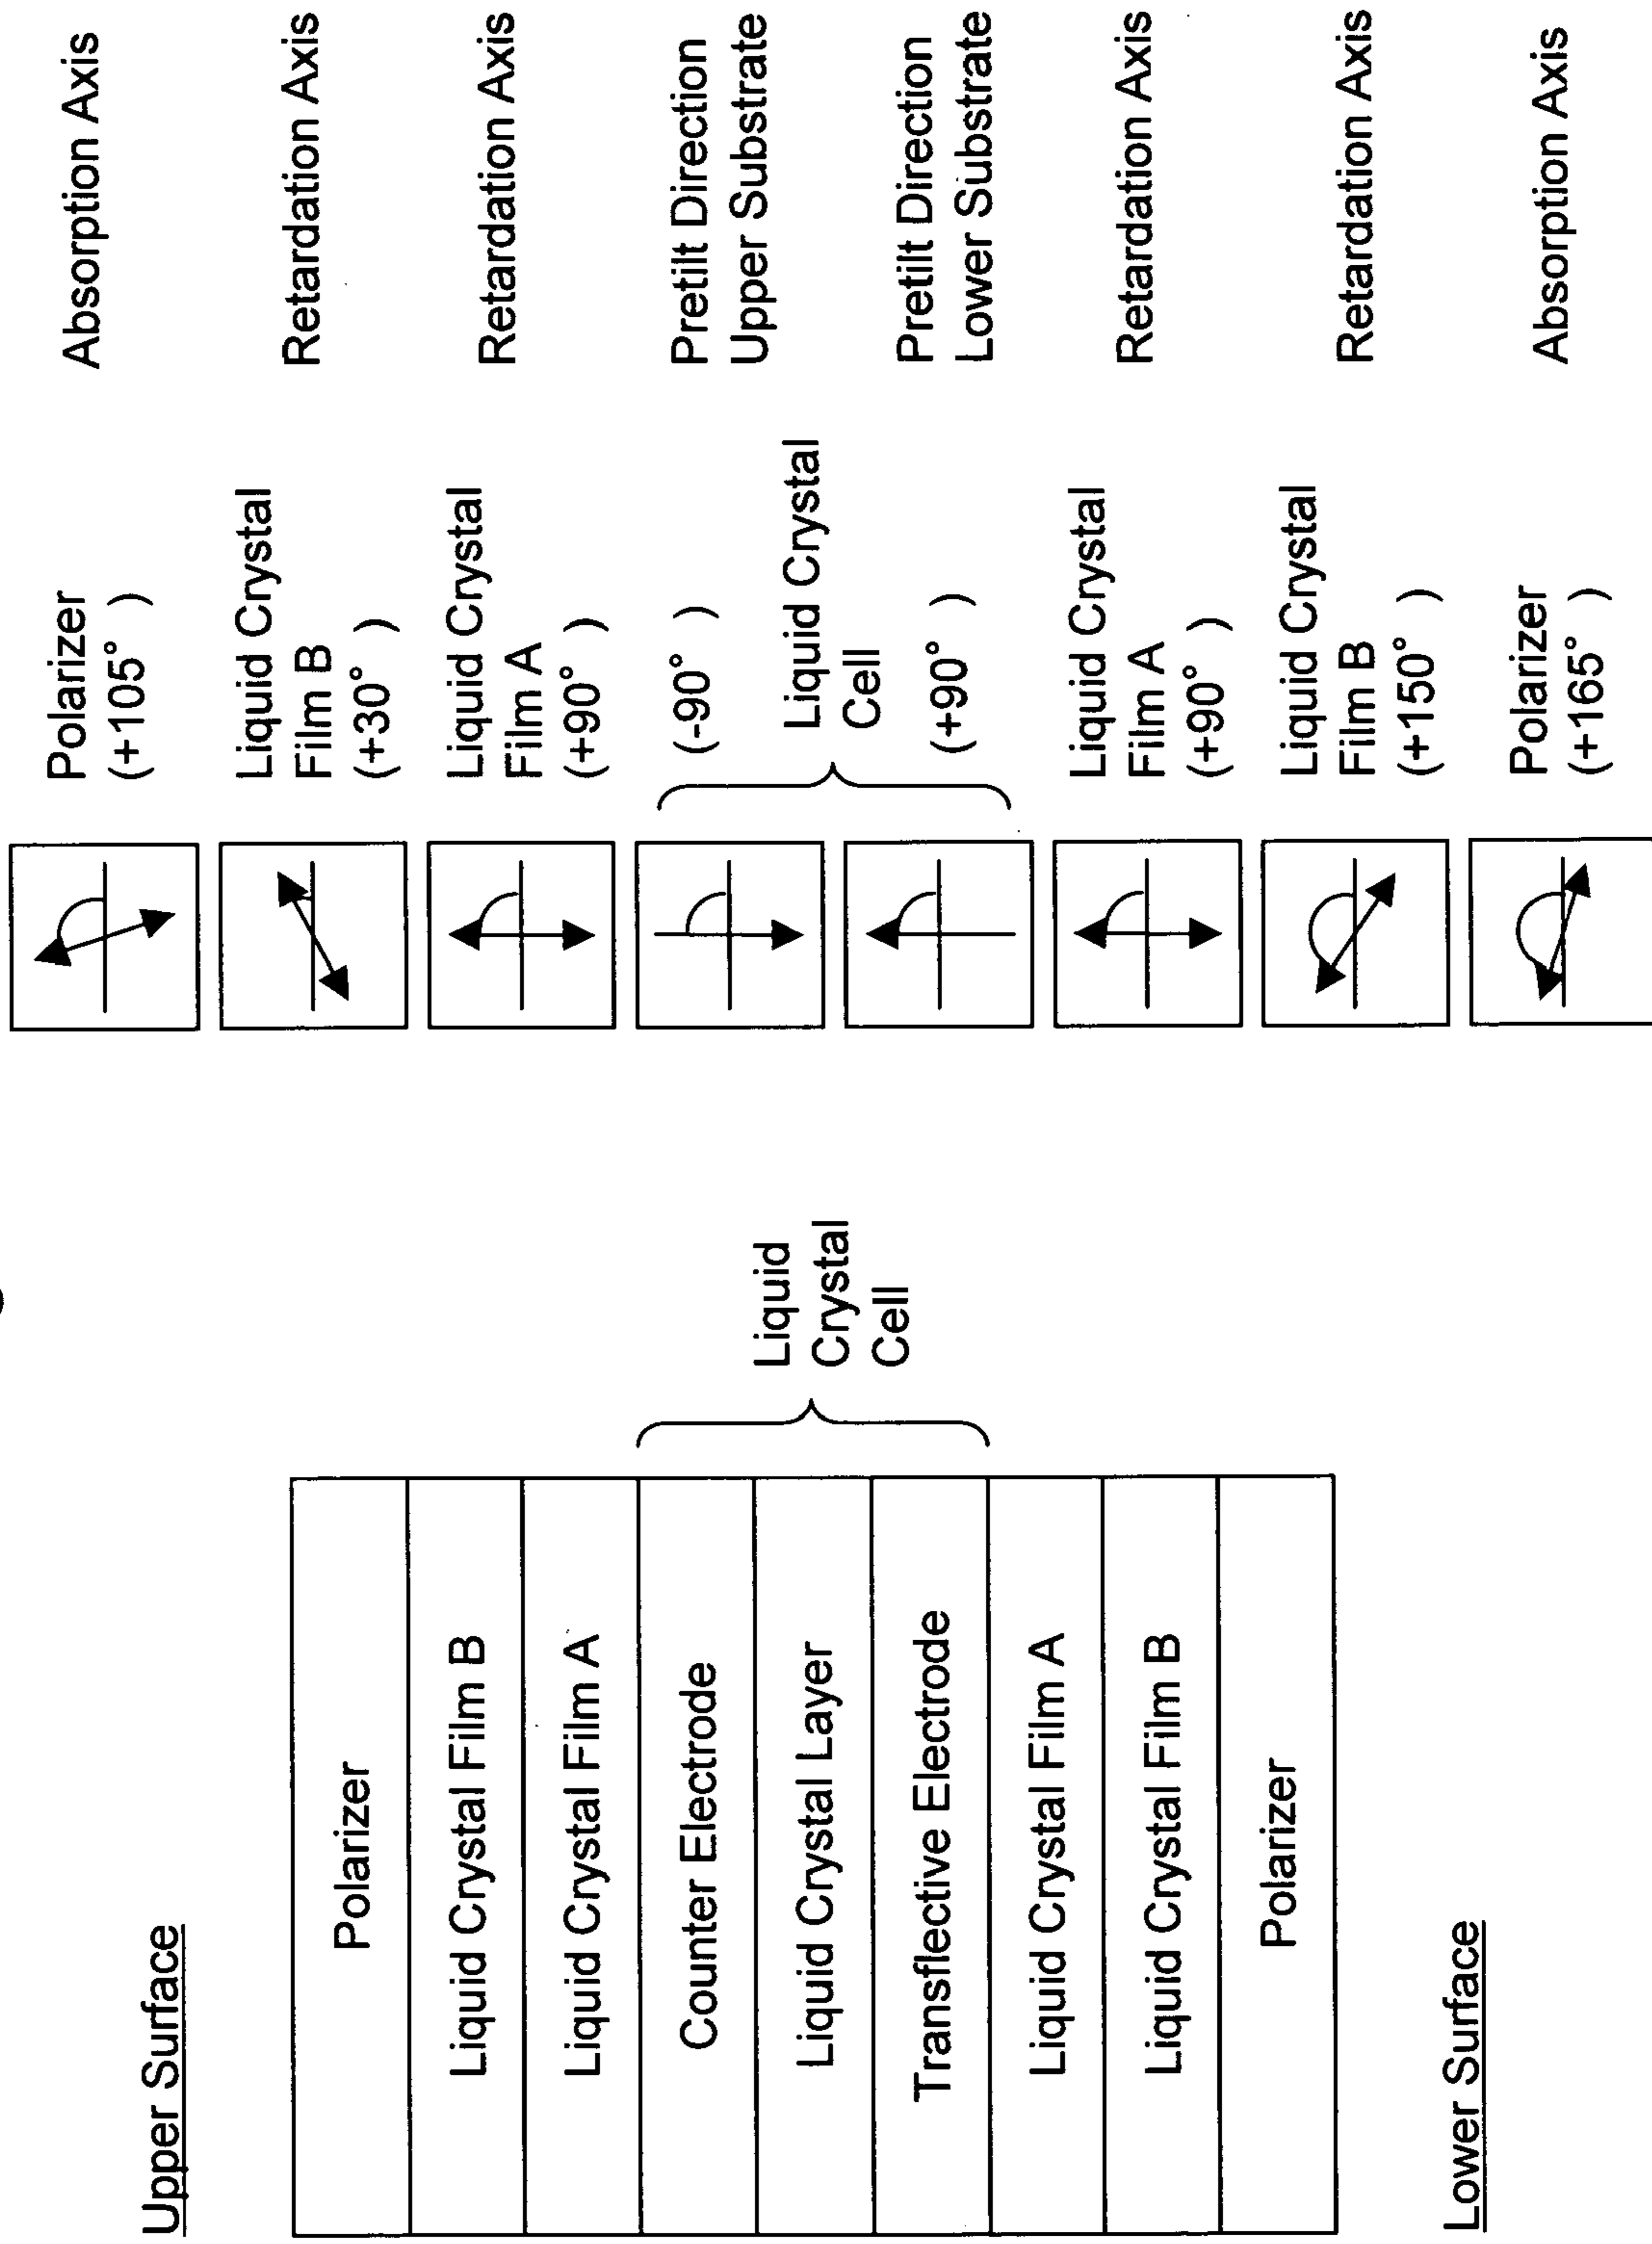 Upper Surface
Polarizer
Liquid Crystal Film B
Liquid Crystal Film A
Counter Electrode
Liquid Crystal Layer
Transflective Electrode
Liquid Crystal Film A
Liquid Crystal Film B
Polarizer
Lower Surface
Liquid
Crystal
Cell
Polarizer
(+105°)
Absorption Axis
Liquid Crystal
Film B
(+30°)
Retardation Axis
Liquid Crystal
Film A
(+90°)
Retardation Axis
(-90°)
Pretilt Direction
Upper Substrate
Liquid Crystal
Cell
(+90°)
Pretilt Direction
Lower Substrate
Liquid Crystal
Film A
(+90°)
Retardation Axis
Liquid Crystal
Film B
(+150°)
Retardation Axis
Polarizer
(+165°)
Absorption Axis